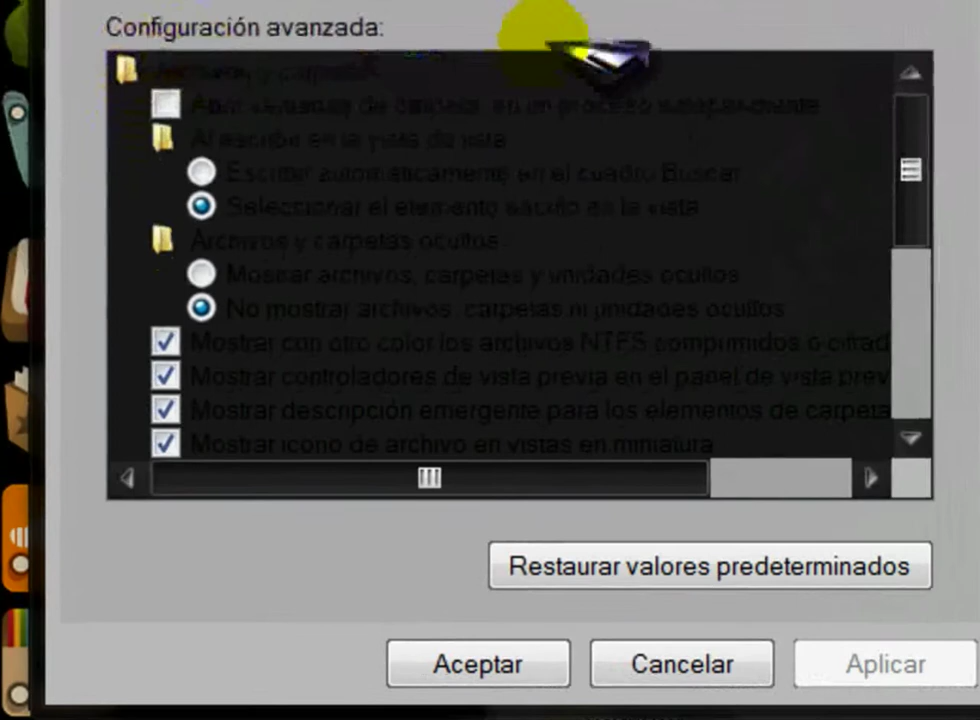 Configuración avanzada:
Archivos y carpetas
Abrir ventanas de carpeta en un proceso independiente
Al escribir en la vista de lista
Escribir automáticamente en el cuadro Buscar
Seleccionar el elemento escrito en la vista
Archivos y carpetas ocultos
Mostrar archivos, carpetas y unidades ocultos
No mostrar archivos, carpetas ni unidades ocultos
Mostrar con otro color los archivos NTFS comprimidos o cifrad
Mostrar controladores de vista previa en el panel de vista prev
Mostrar descripción emergente para los elementos de carpeta
Mostrar icono de archivo en vistas en miniatura
Restaurar valores predeterminados
Aceptar Cancelar Aplicar